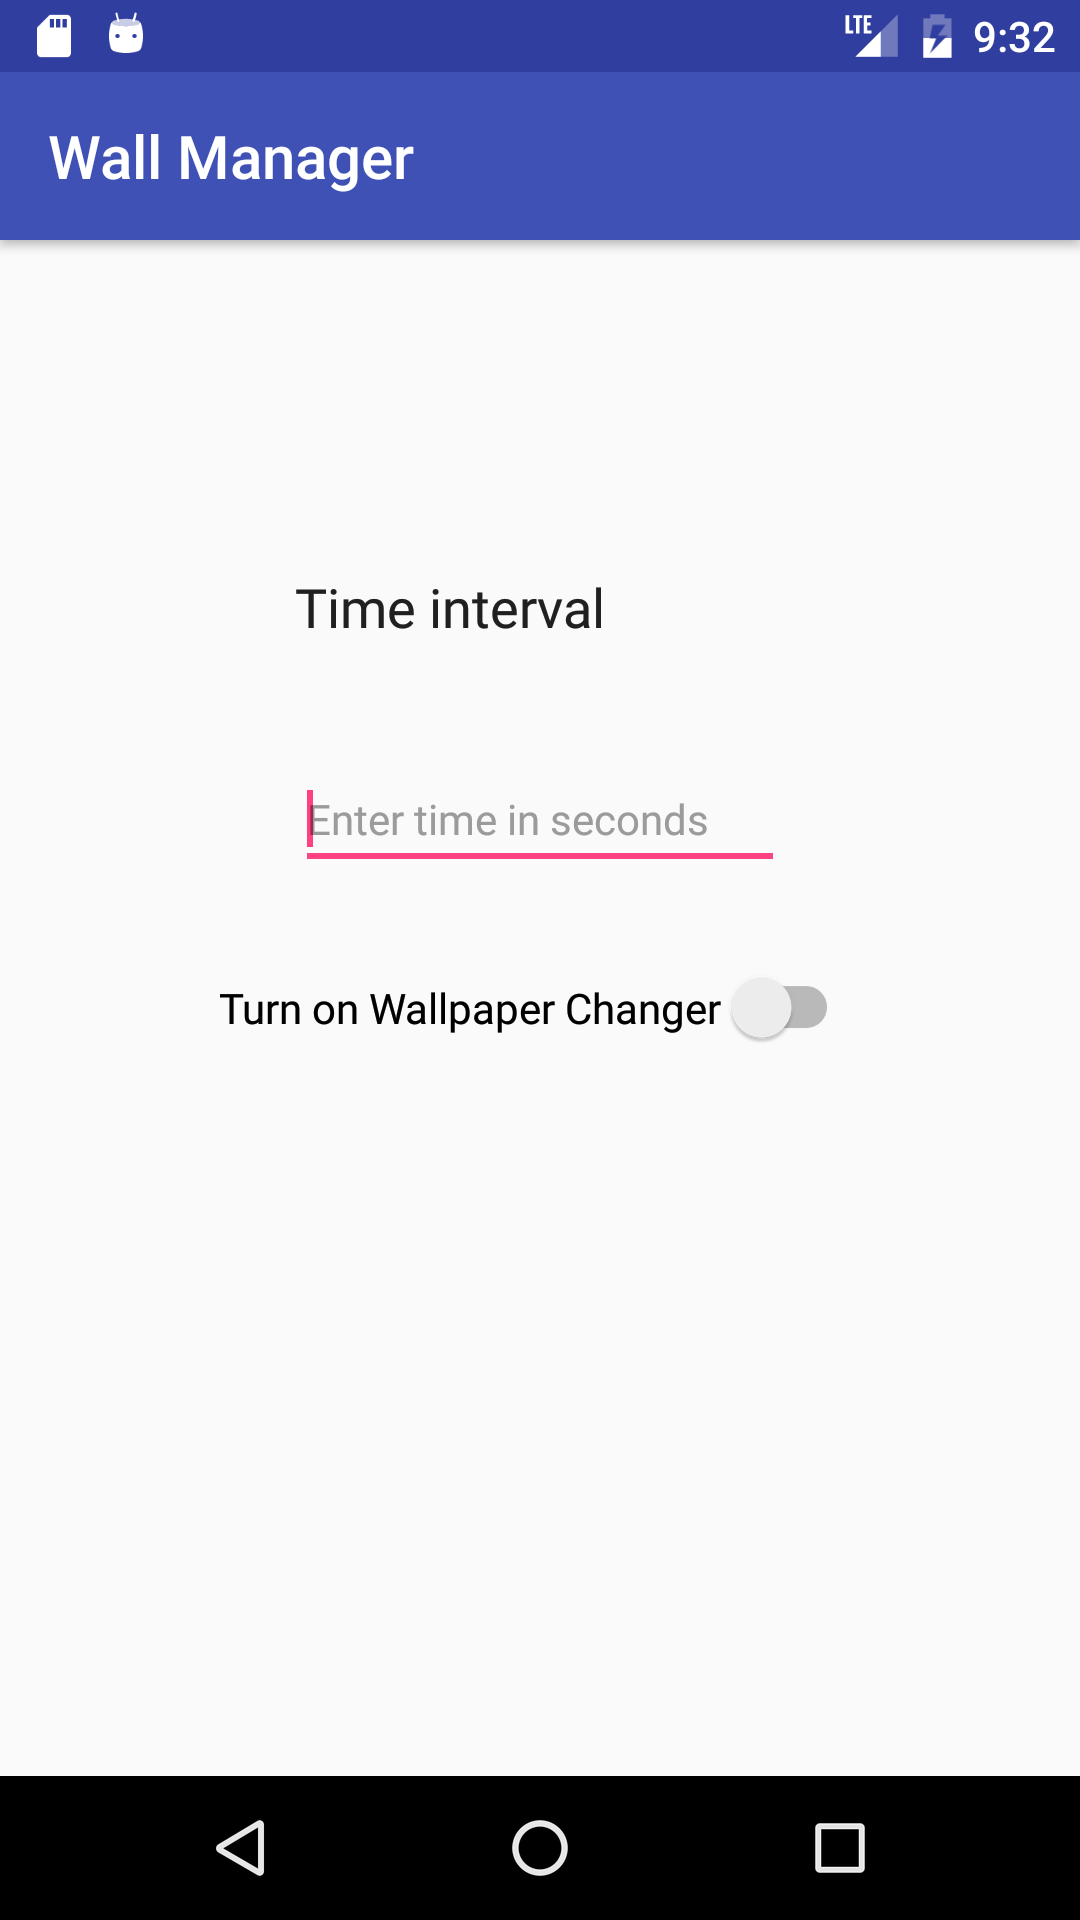 LTE 9:32
Wall Manager
Time interval
Enter time in seconds
Turn on Wallpaper Changer